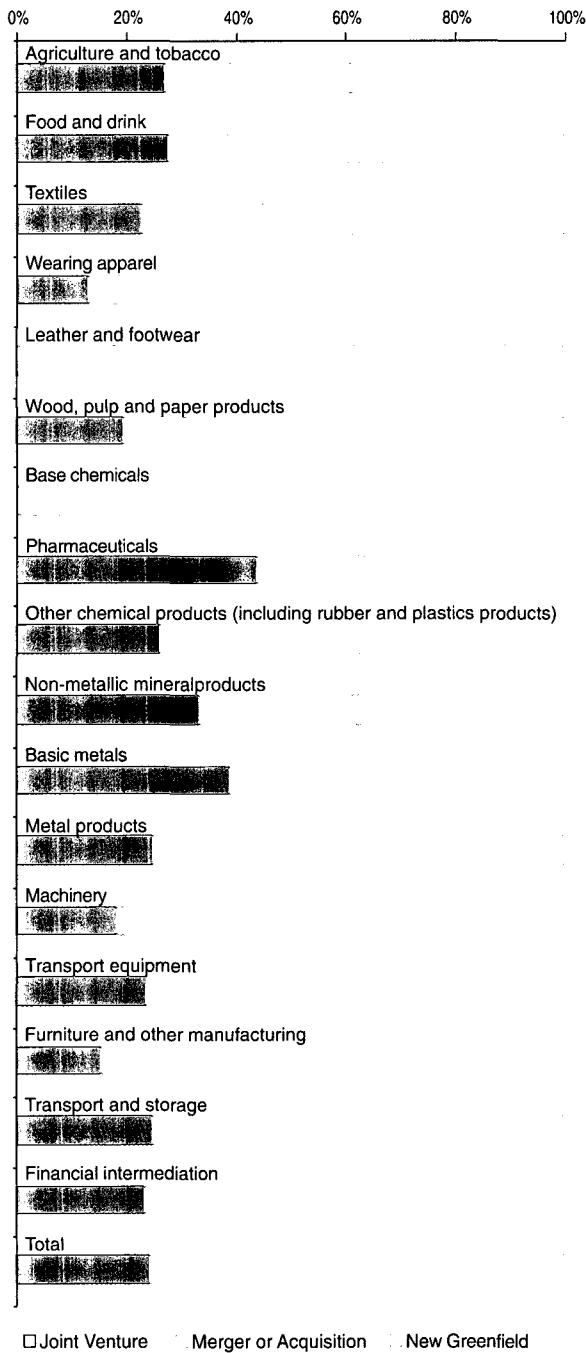 0% 20% 40% 60% 80% 100%
Agriculture and tobacco
Food and drink
Textiles
Wearing apparel
Leather and footwear
Wood, pulp and paper products
Base chemicals
Pharmaceuticals
Other chemical products (including rubber and plastics products)
Non-metallic mineralproducts
Basic metals
Metal products
Machinery
Transport equipment
Furniture and other manufacturing
Transport and storage
Financial intermediation
Total
Joint Venture Merger or Acquisition New Greenfield